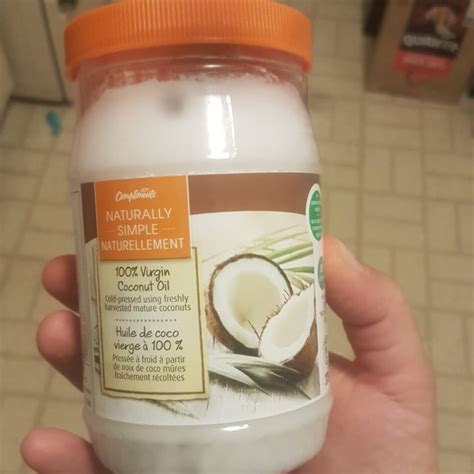 Compliments
NATURALLY
SIMPLE
NATURELLEMENT
100% Virgin
Coconut Oil
Cold-pressed using freshly
harvested mature coconuts
Huile de coco
vierge à 100 %
Pressée à froid à partir
de noix de coco mûres
fraîchement récoltées